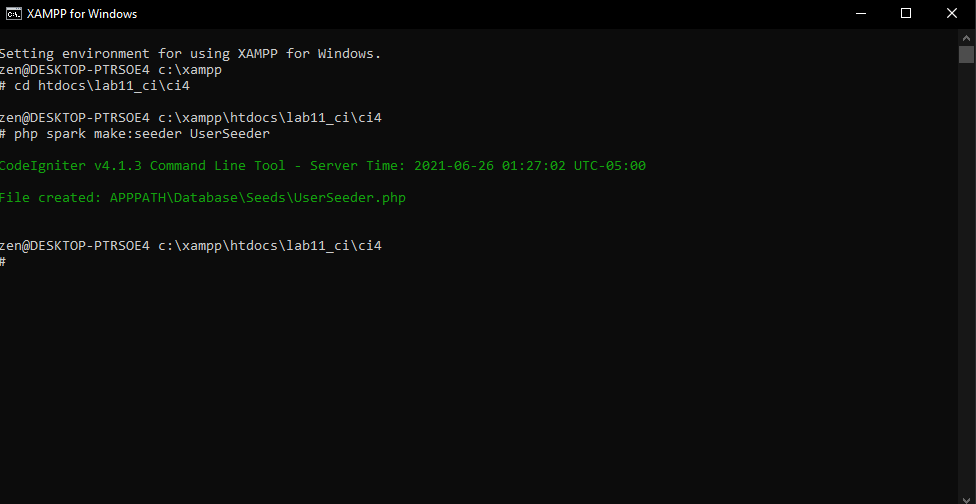 XAMPP for Windows
Setting environment for using XAMPP for Windows.
zen@DESKTOP-PTRSOE4 c:\xampp
# cd htdocs\lab11_ci\ci4
zen@DESKTOP-PTRSOE4 c:\xampp\htdocs\lab11_ci\ci4
# php spark make:seeder UserSeeder
CodeIgniter v4.1.3 Command Line Tool - Server Time: 2021-06-26 01:27:02 UTC-05:00
File created: APPPATH\Database\Seeds\UserSeeder.php
zen@DESKTOP-PTRSOE4 c:\xampp\htdocs\lab11_ci\ci4
#